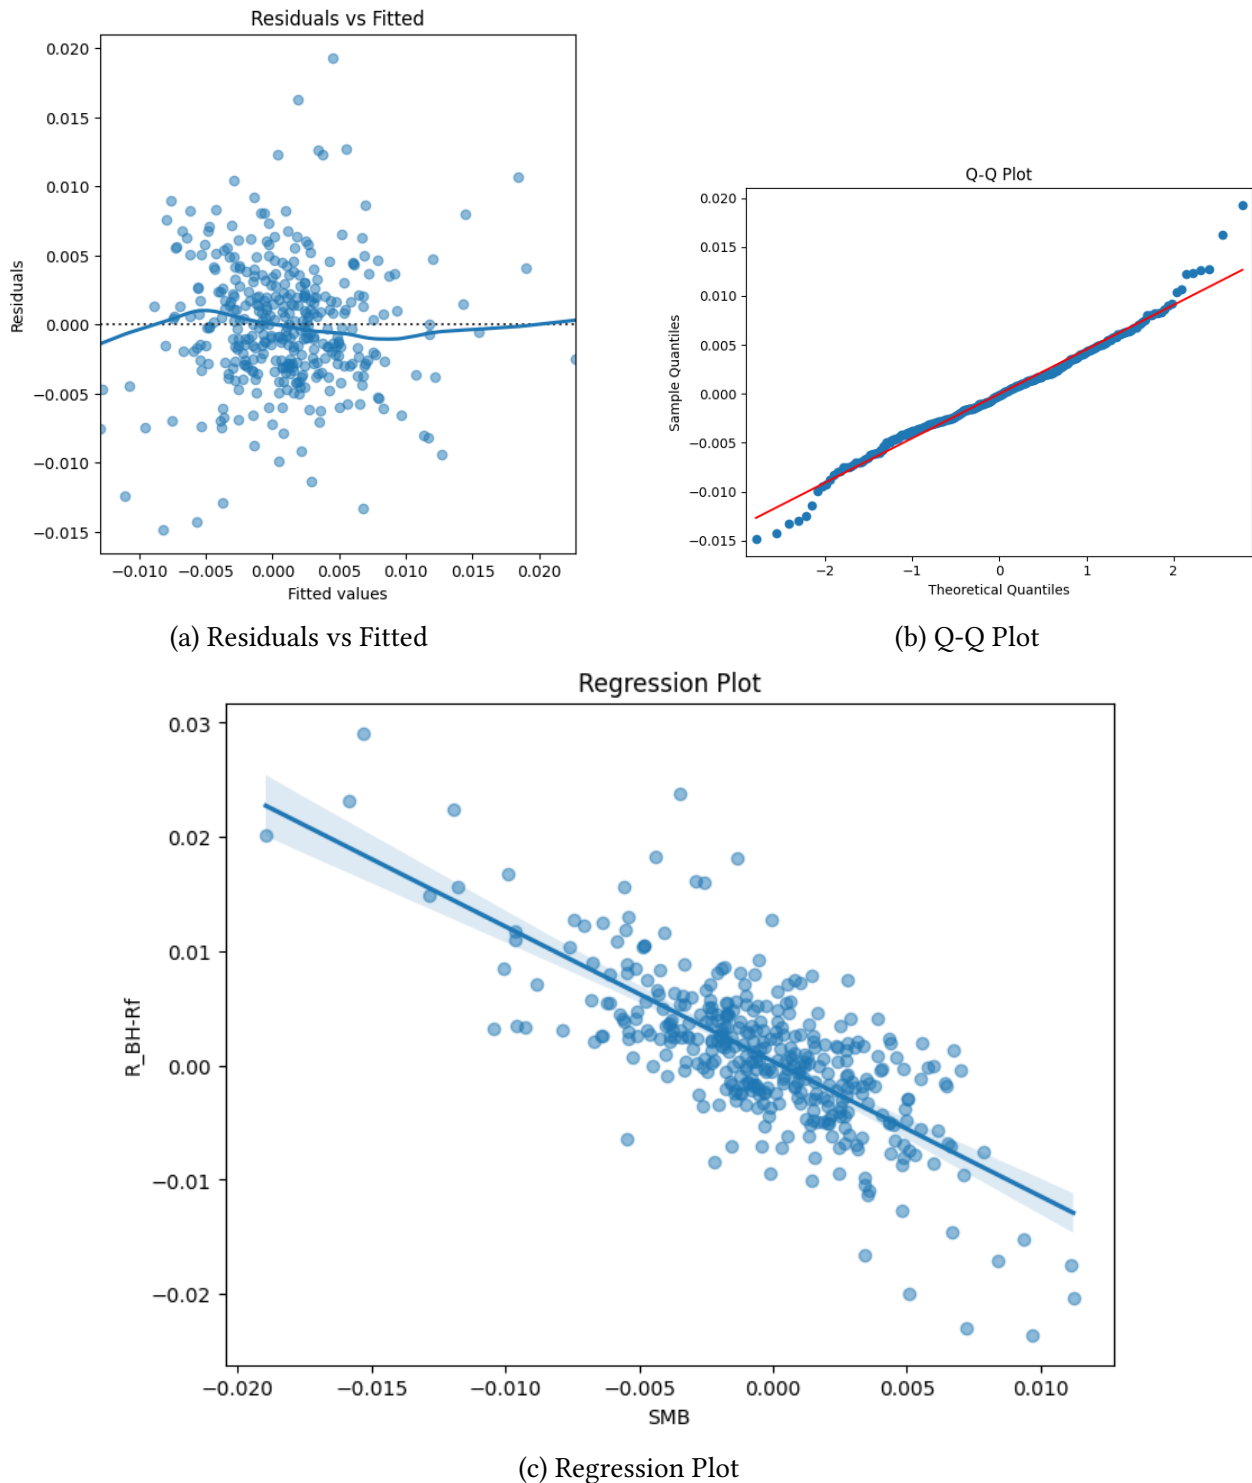 Residuals vs Fitted
0.020
0.015
0.010
0.005
0.000
−0.005
−0.010
−0.015
Residuals
−0.010 −0.005 0.000 0.005 0.010 0.015 0.020
Fitted values
(a) Residuals vs Fitted
Q-Q Plot
0.020
0.015
0.010
0.005
0.000
−0.005
−0.010
−0.015
Sample Quantiles
−2 −1 0 1 2
Theoretical Quantiles
(b) Q-Q Plot
Regression Plot
0.03
0.02
0.01
0.00
−0.01
−0.02
R_BH-Rf
−0.020 −0.015 −0.010 −0.005 0.000 0.005 0.010
SMB
(c) Regression Plot